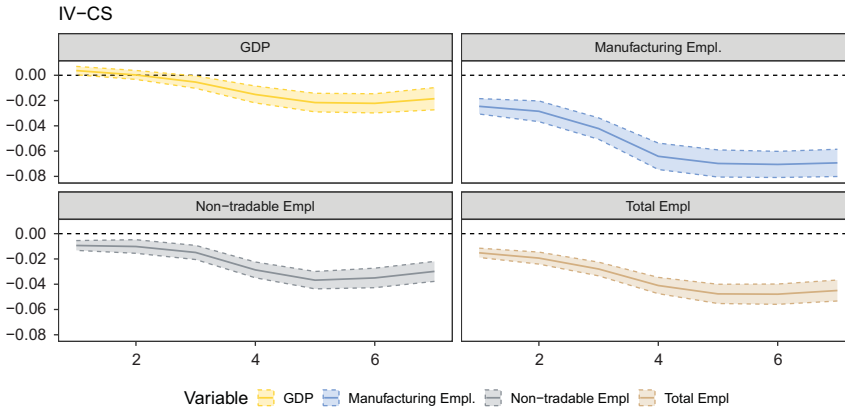 IV−CS
GDP
Manufacturing Empl.
0.00
−0.02
−0.04
−0.06
−0.08
Non−tradable Empl
Total Empl
0.00
−0.02
−0.04
−0.06
−0.08
2 4 6 2 4 6
Variable GDP Manufacturing Empl. Non−tradable Empl Total Empl